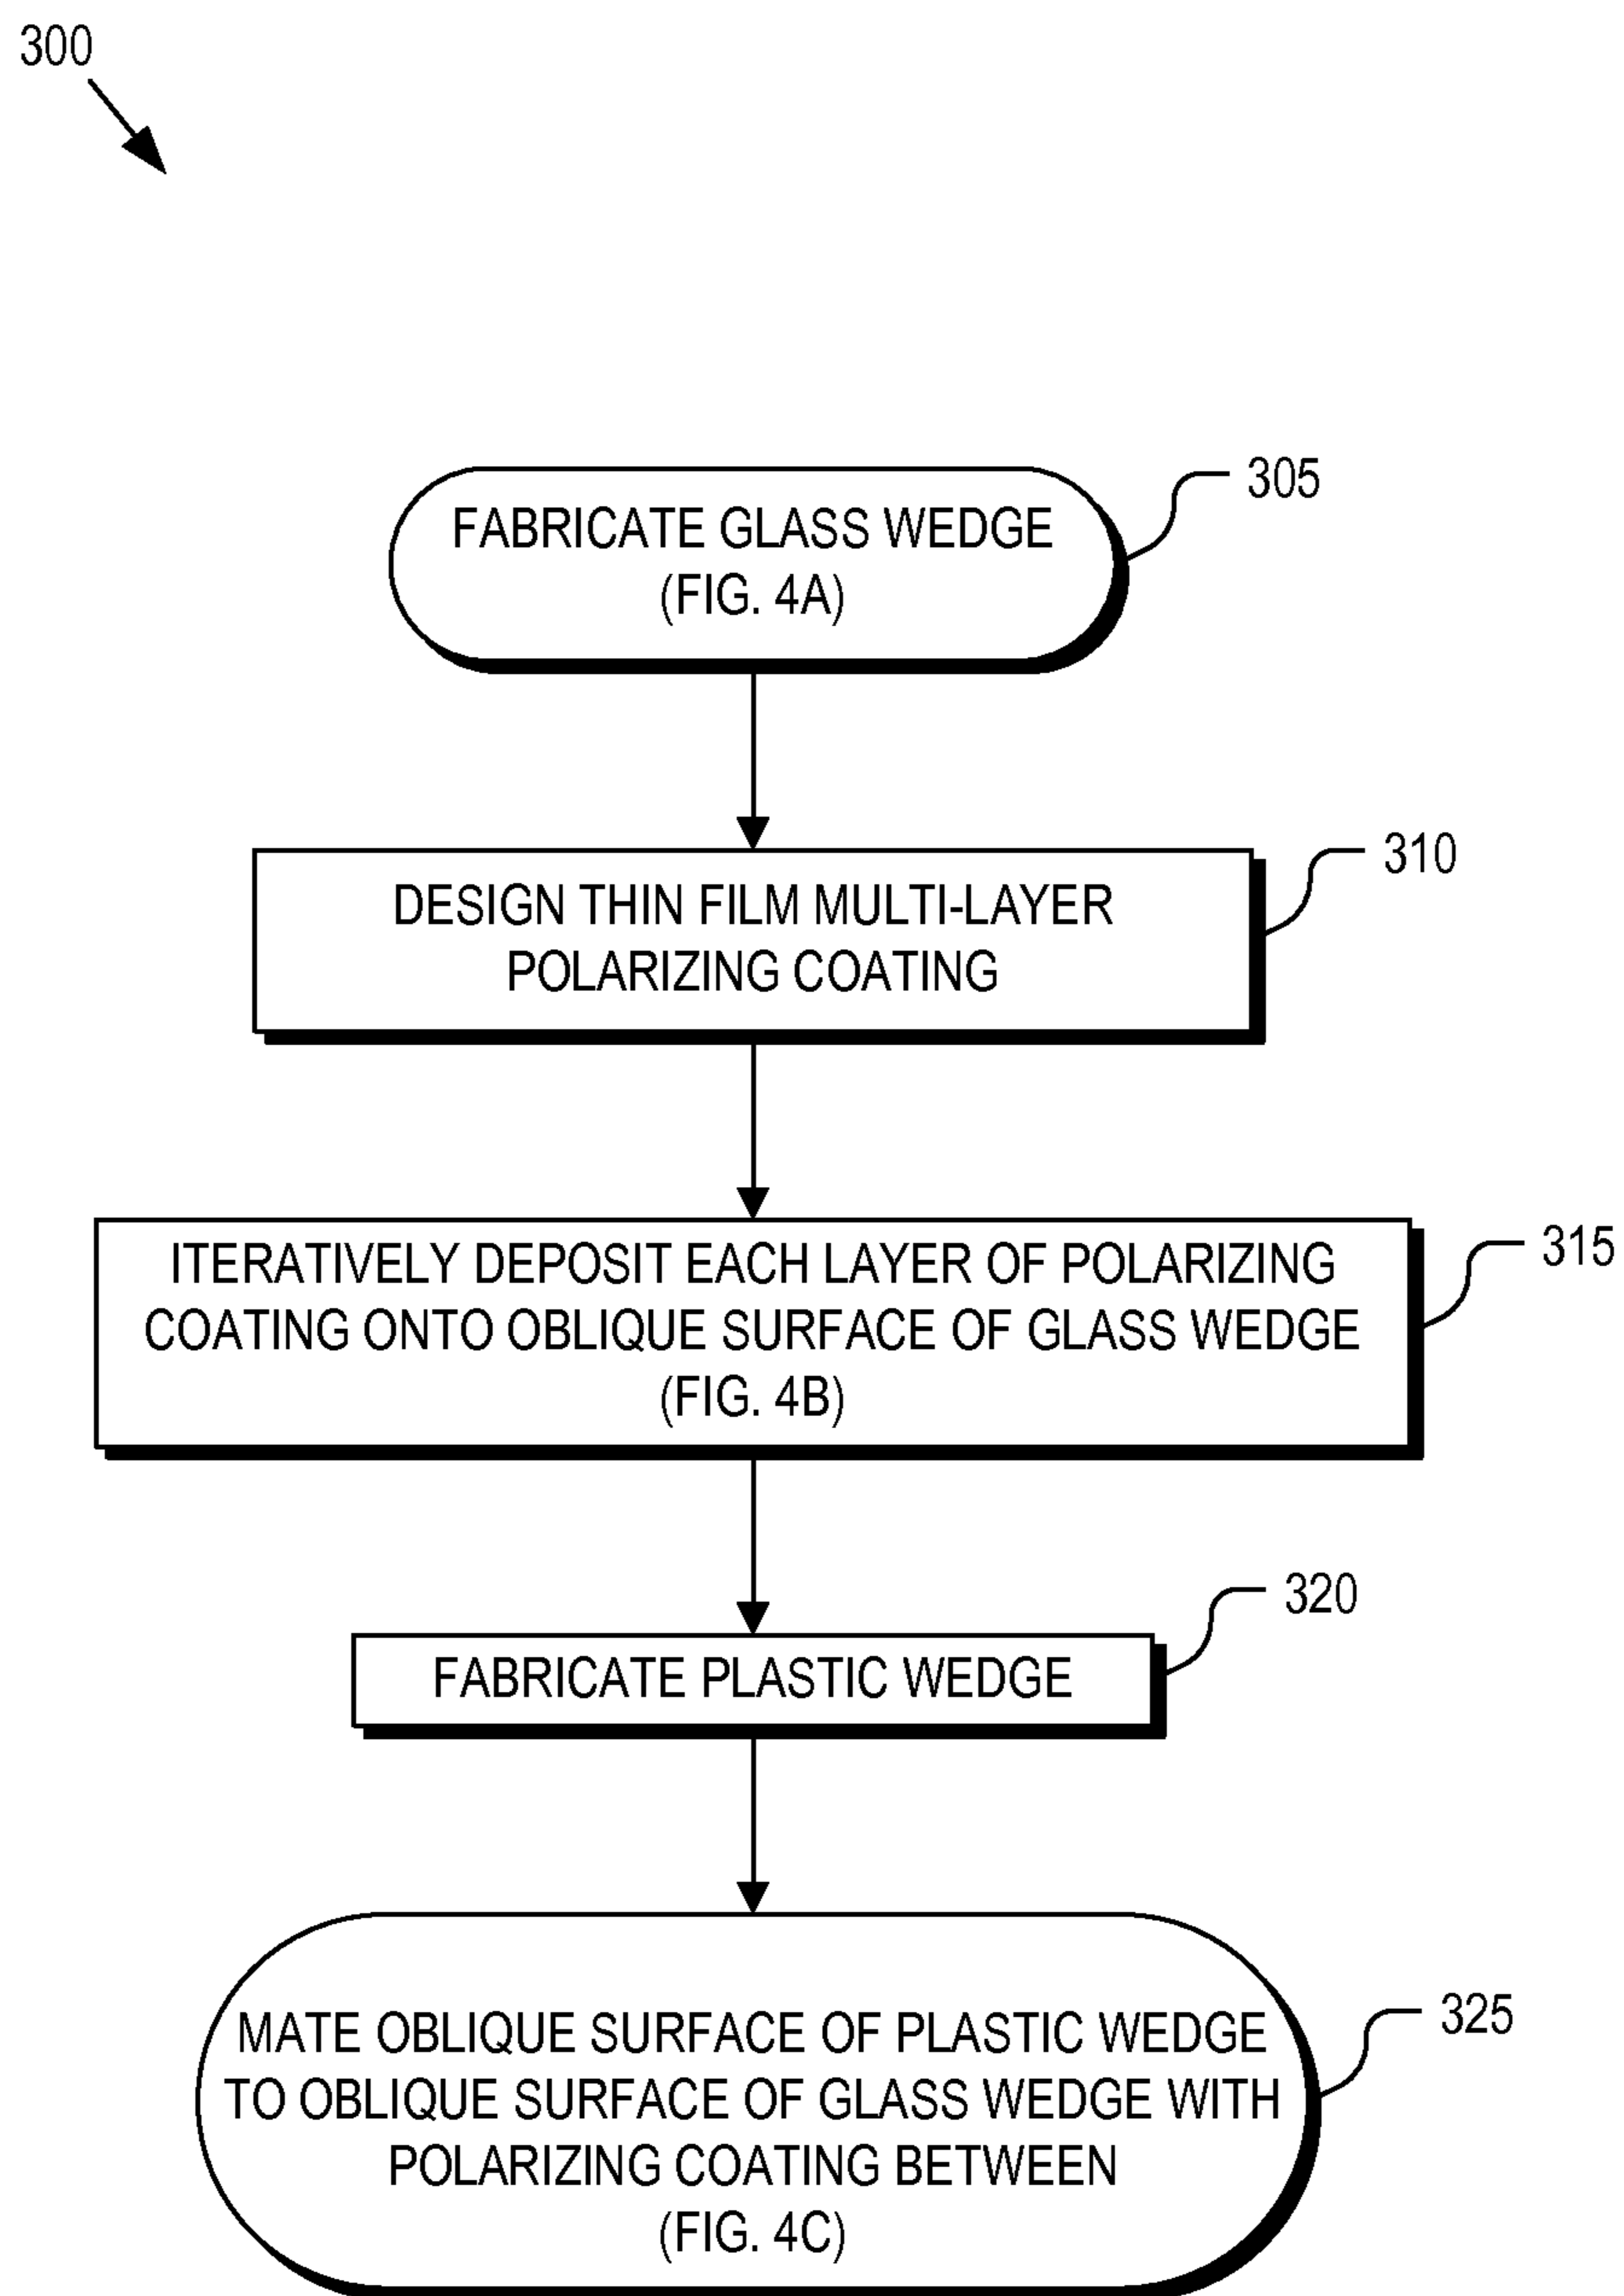 300
FABRICATE GLASS WEDGE
(FIG. 4A)
305
DESIGN THIN FILM MULTI-LAYER
POLARIZING COATING
310
ITERATIVELY DEPOSIT EACH LAYER OF POLARIZING
COATING ONTO OBLIQUE SURFACE OF GLASS WEDGE
(FIG. 4B)
315
FABRICATE PLASTIC WEDGE
320
MATE OBLIQUE SURFACE OF PLASTIC WEDGE
TO OBLIQUE SURFACE OF GLASS WEDGE WITH
POLARIZING COATING BETWEEN
(FIG. 4C)
325